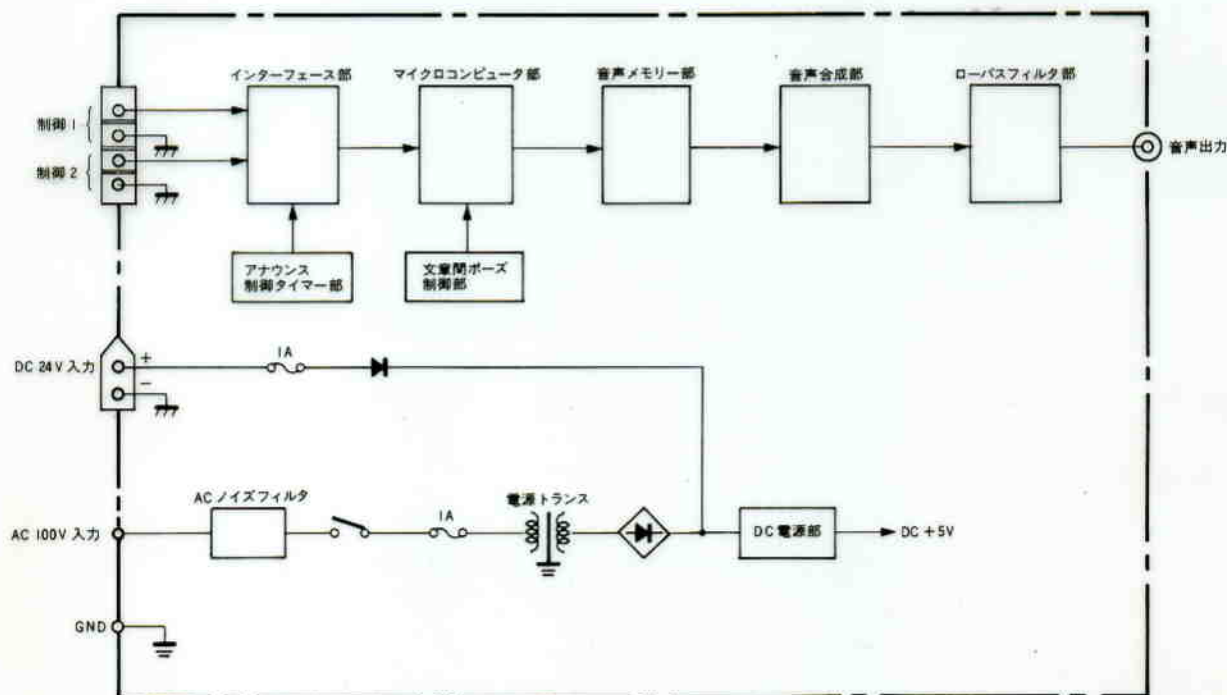 インターフェース部
マイクロコンピュータ部
音声メモリー部
音声合成部
ローパスフィルタ部
制御 1
制御 2
音声出力
アナウンス
制御タイマー部
文章間ポーズ
制御部
DC 24V 入力
+
−
1A
AC 100V 入力
AC ノイズフィルタ
1A
電源トランス
DC 電源部
DC +5V
GND